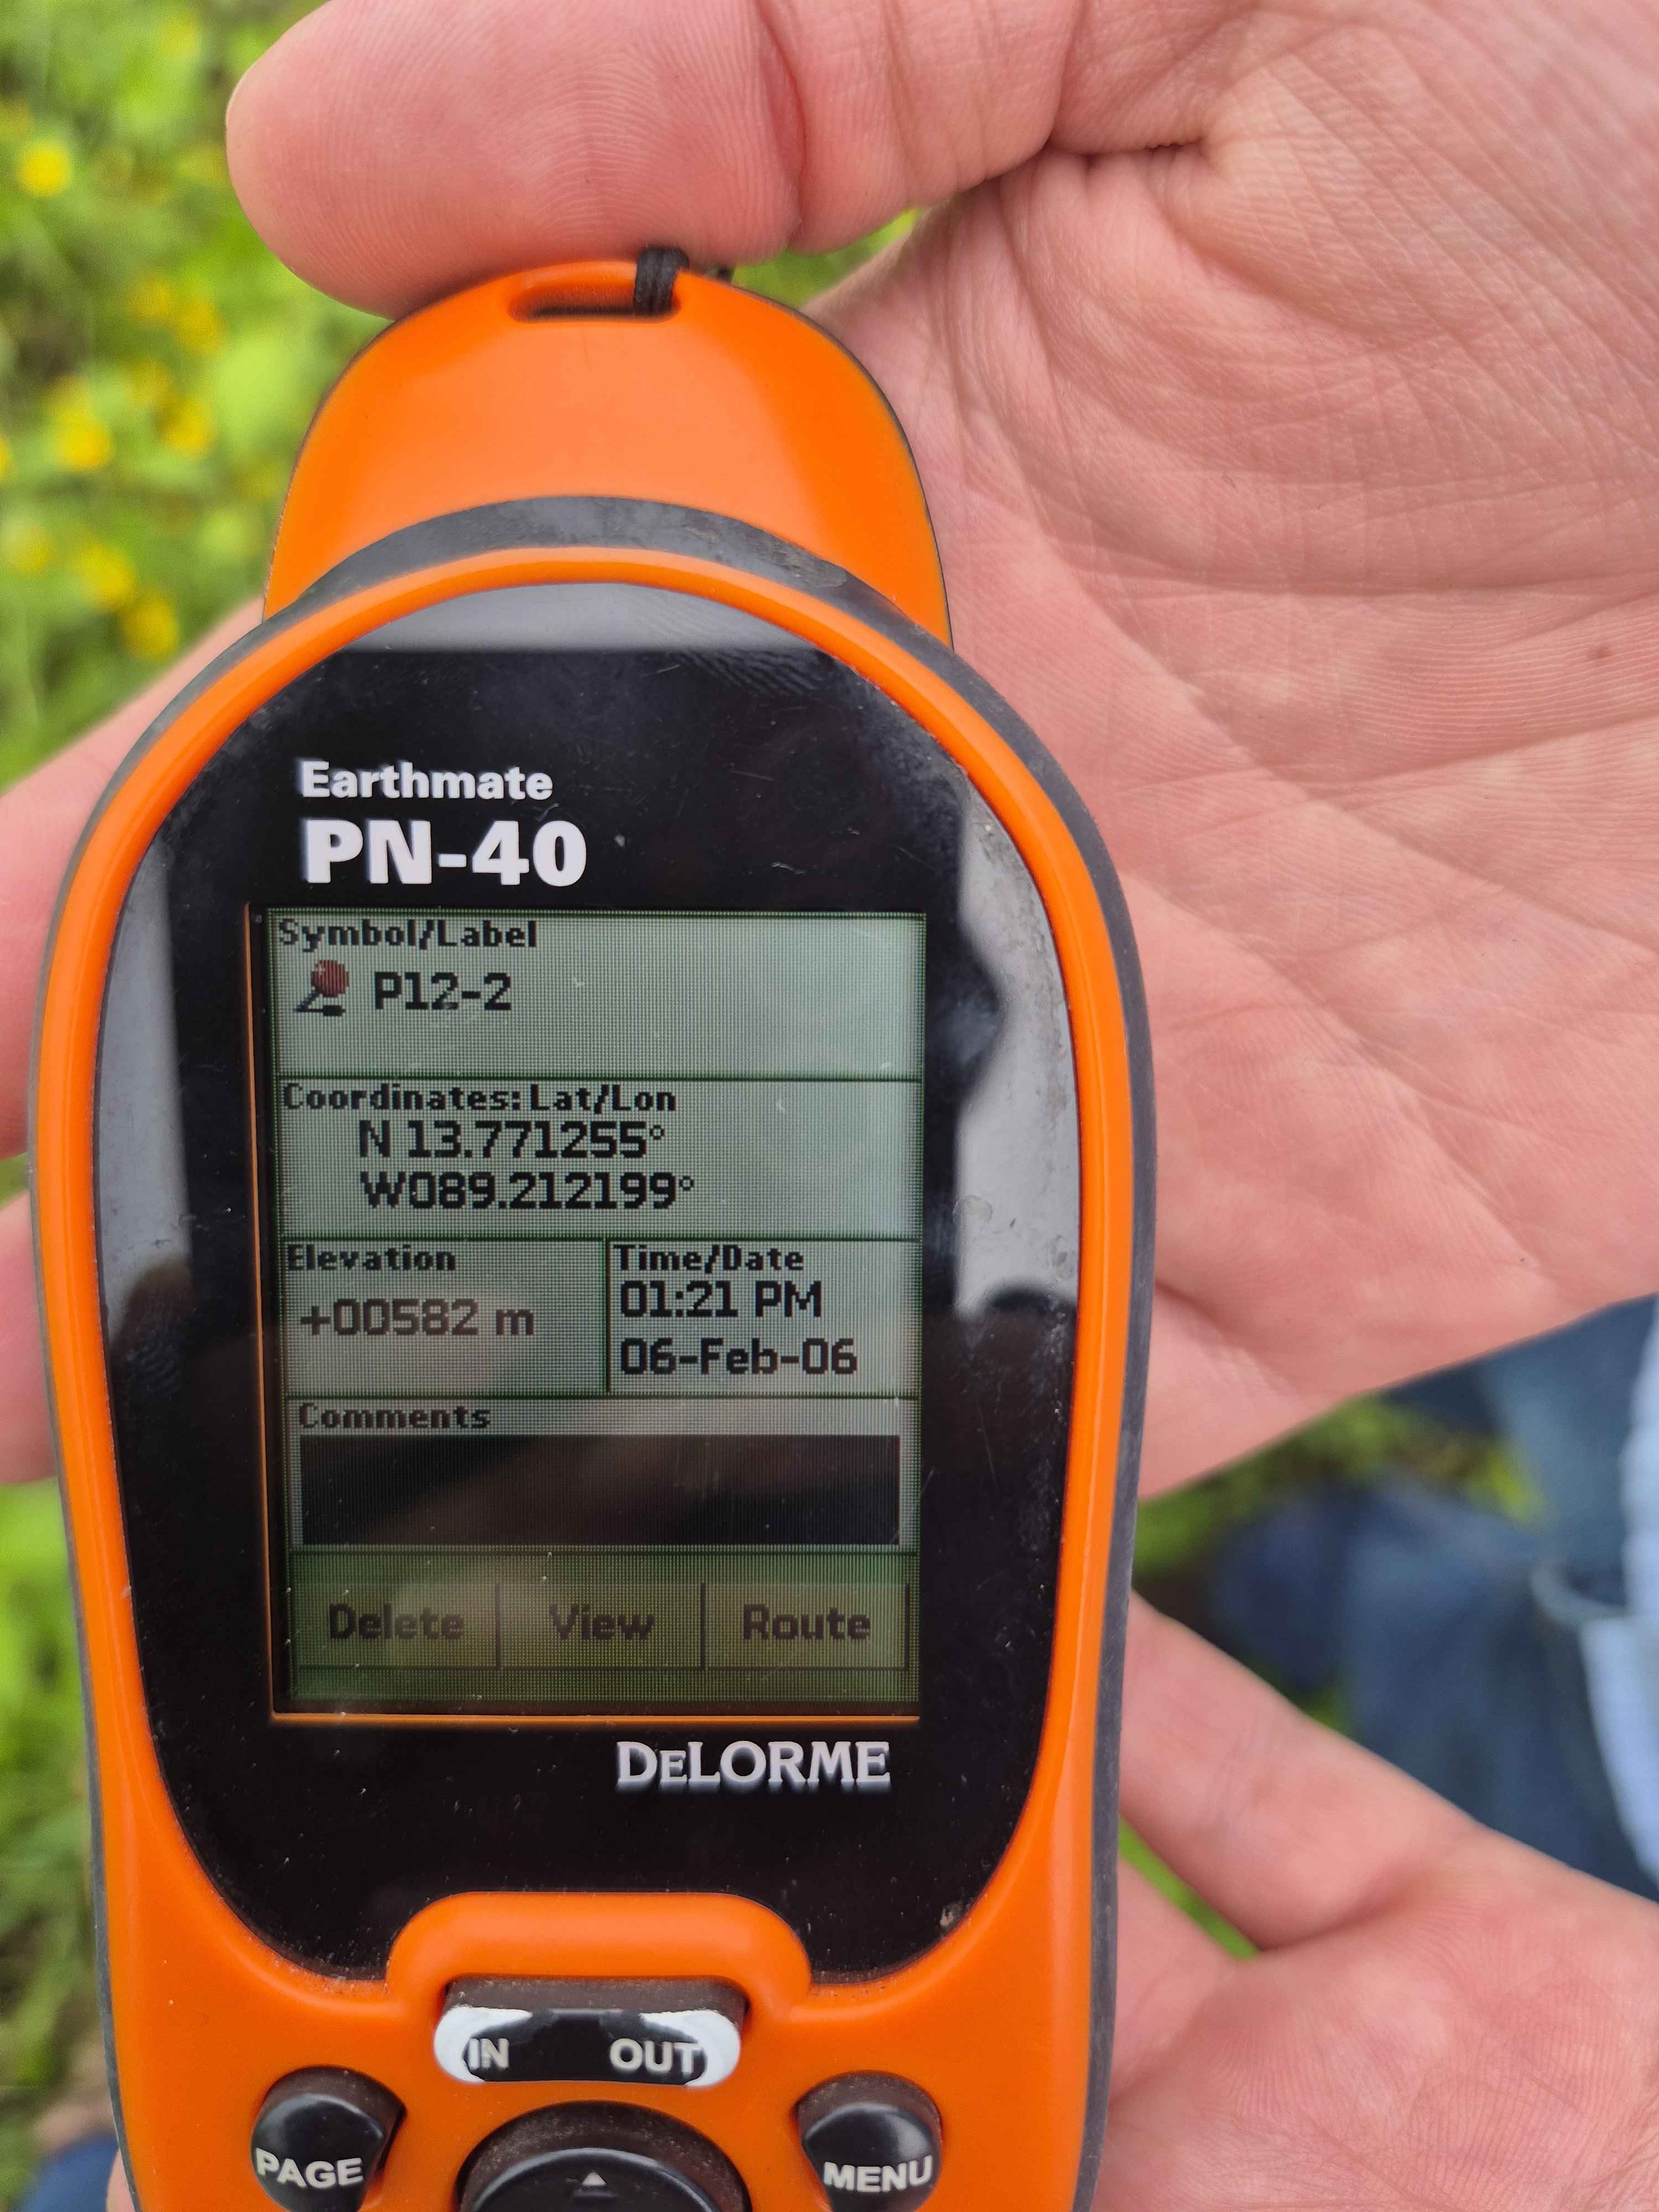 Earthmate
PN-40
Symbol/Label
P12-2
Coordinates: Lat/Lon
N 13.771255°
W089.212199°
Elevation
+00582 m
Time/Date
01:21 PM
06-Feb-06
Comments
Delete View Route
DELORME
IN OUT
PAGE MENU